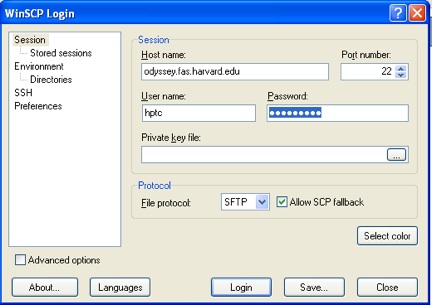 WinSCP Login
Session
Stored sessions
Environment
Directories
SSH
Preferences
Session
Host name: Port number:
odyssey.fas.harvard.edu 22
User name: Password:
hptc ●●●●●●●●●
Private key file:
...
Protocol
File protocol: SFTP Allow SCP fallback
Select color
Advanced options
About... Languages Login Save... Close